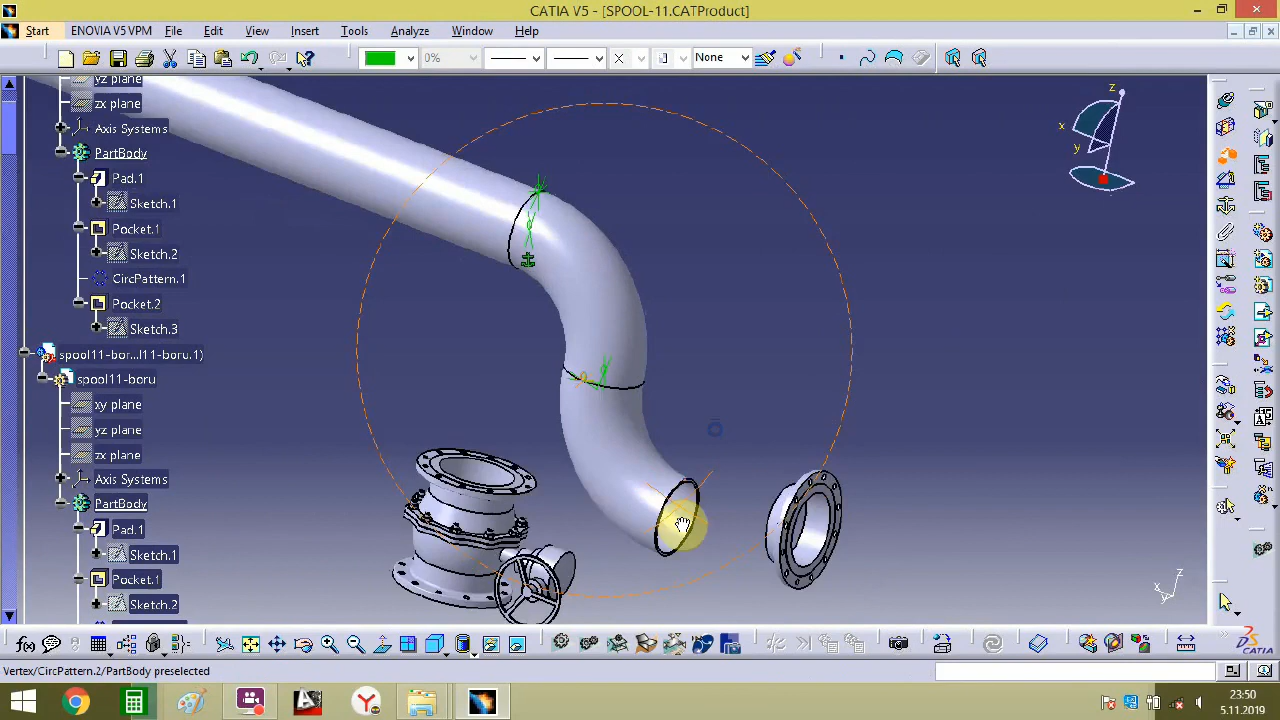 CATIA V5 - [SPOOL-11.CATProduct]
Start ENOVIA V5 VPM File Edit View Insert Tools Analyze Window Help
0% None
yz plane
zx plane
Axis Systems
PartBody
Pad.1
Sketch.1
Pocket.1
Sketch.2
CircPattern.1
Pocket.2
Sketch.3
spool11-bor...l11-boru.1)
spool11-boru
xy plane
yz plane
zx plane
Axis Systems
PartBody
Pad.1
Sketch.1
Pocket.1
Sketch.2
z
x
y
z
x
y
Vertex/CircPattern.2/PartBody preselected
CATIA
23:50
5.11.2019